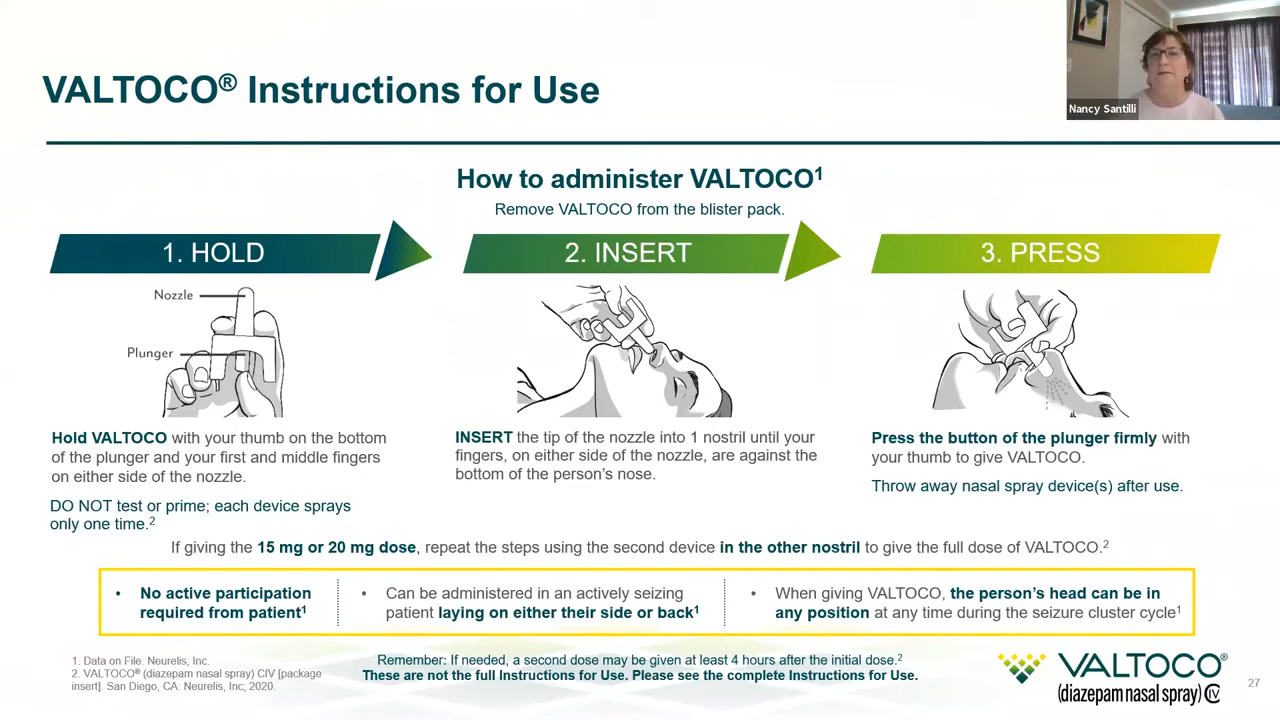 Nancy Santilli
VALTOCO® Instructions for Use
How to administer VALTOCO1
Remove VALTOCO from the blister pack.
1. HOLD
2. INSERT
3. PRESS
Nozzle
Plunger
Hold VALTOCO with your thumb on the bottom
of the plunger and your first and middle fingers
on either side of the nozzle.
DO NOT test or prime; each device sprays
only one time.2
INSERT the tip of the nozzle into 1 nostril until your
fingers, on either side of the nozzle, are against the
bottom of the person's nose.
Press the button of the plunger firmly with
your thumb to give VALTOCO.
Throw away nasal spray device(s) after use.
If giving the 15 mg or 20 mg dose, repeat the steps using the second device in the other nostril to give the full dose of VALTOCO.2
• No active participation
required from patient1
• Can be administered in an actively seizing
patient laying on either their side or back1
• When giving VALTOCO, the person's head can be in
any position at any time during the seizure cluster cycle1
1. Data on File. Neurelis, Inc.
2. VALTOCO® (diazepam nasal spray) CIV [package
insert]. San Diego, CA: Neurelis, Inc; 2020.
Remember: If needed, a second dose may be given at least 4 hours after the initial dose.2
These are not the full Instructions for Use. Please see the complete Instructions for Use.
VALTOCO®
(diazepam nasal spray) CIV
27